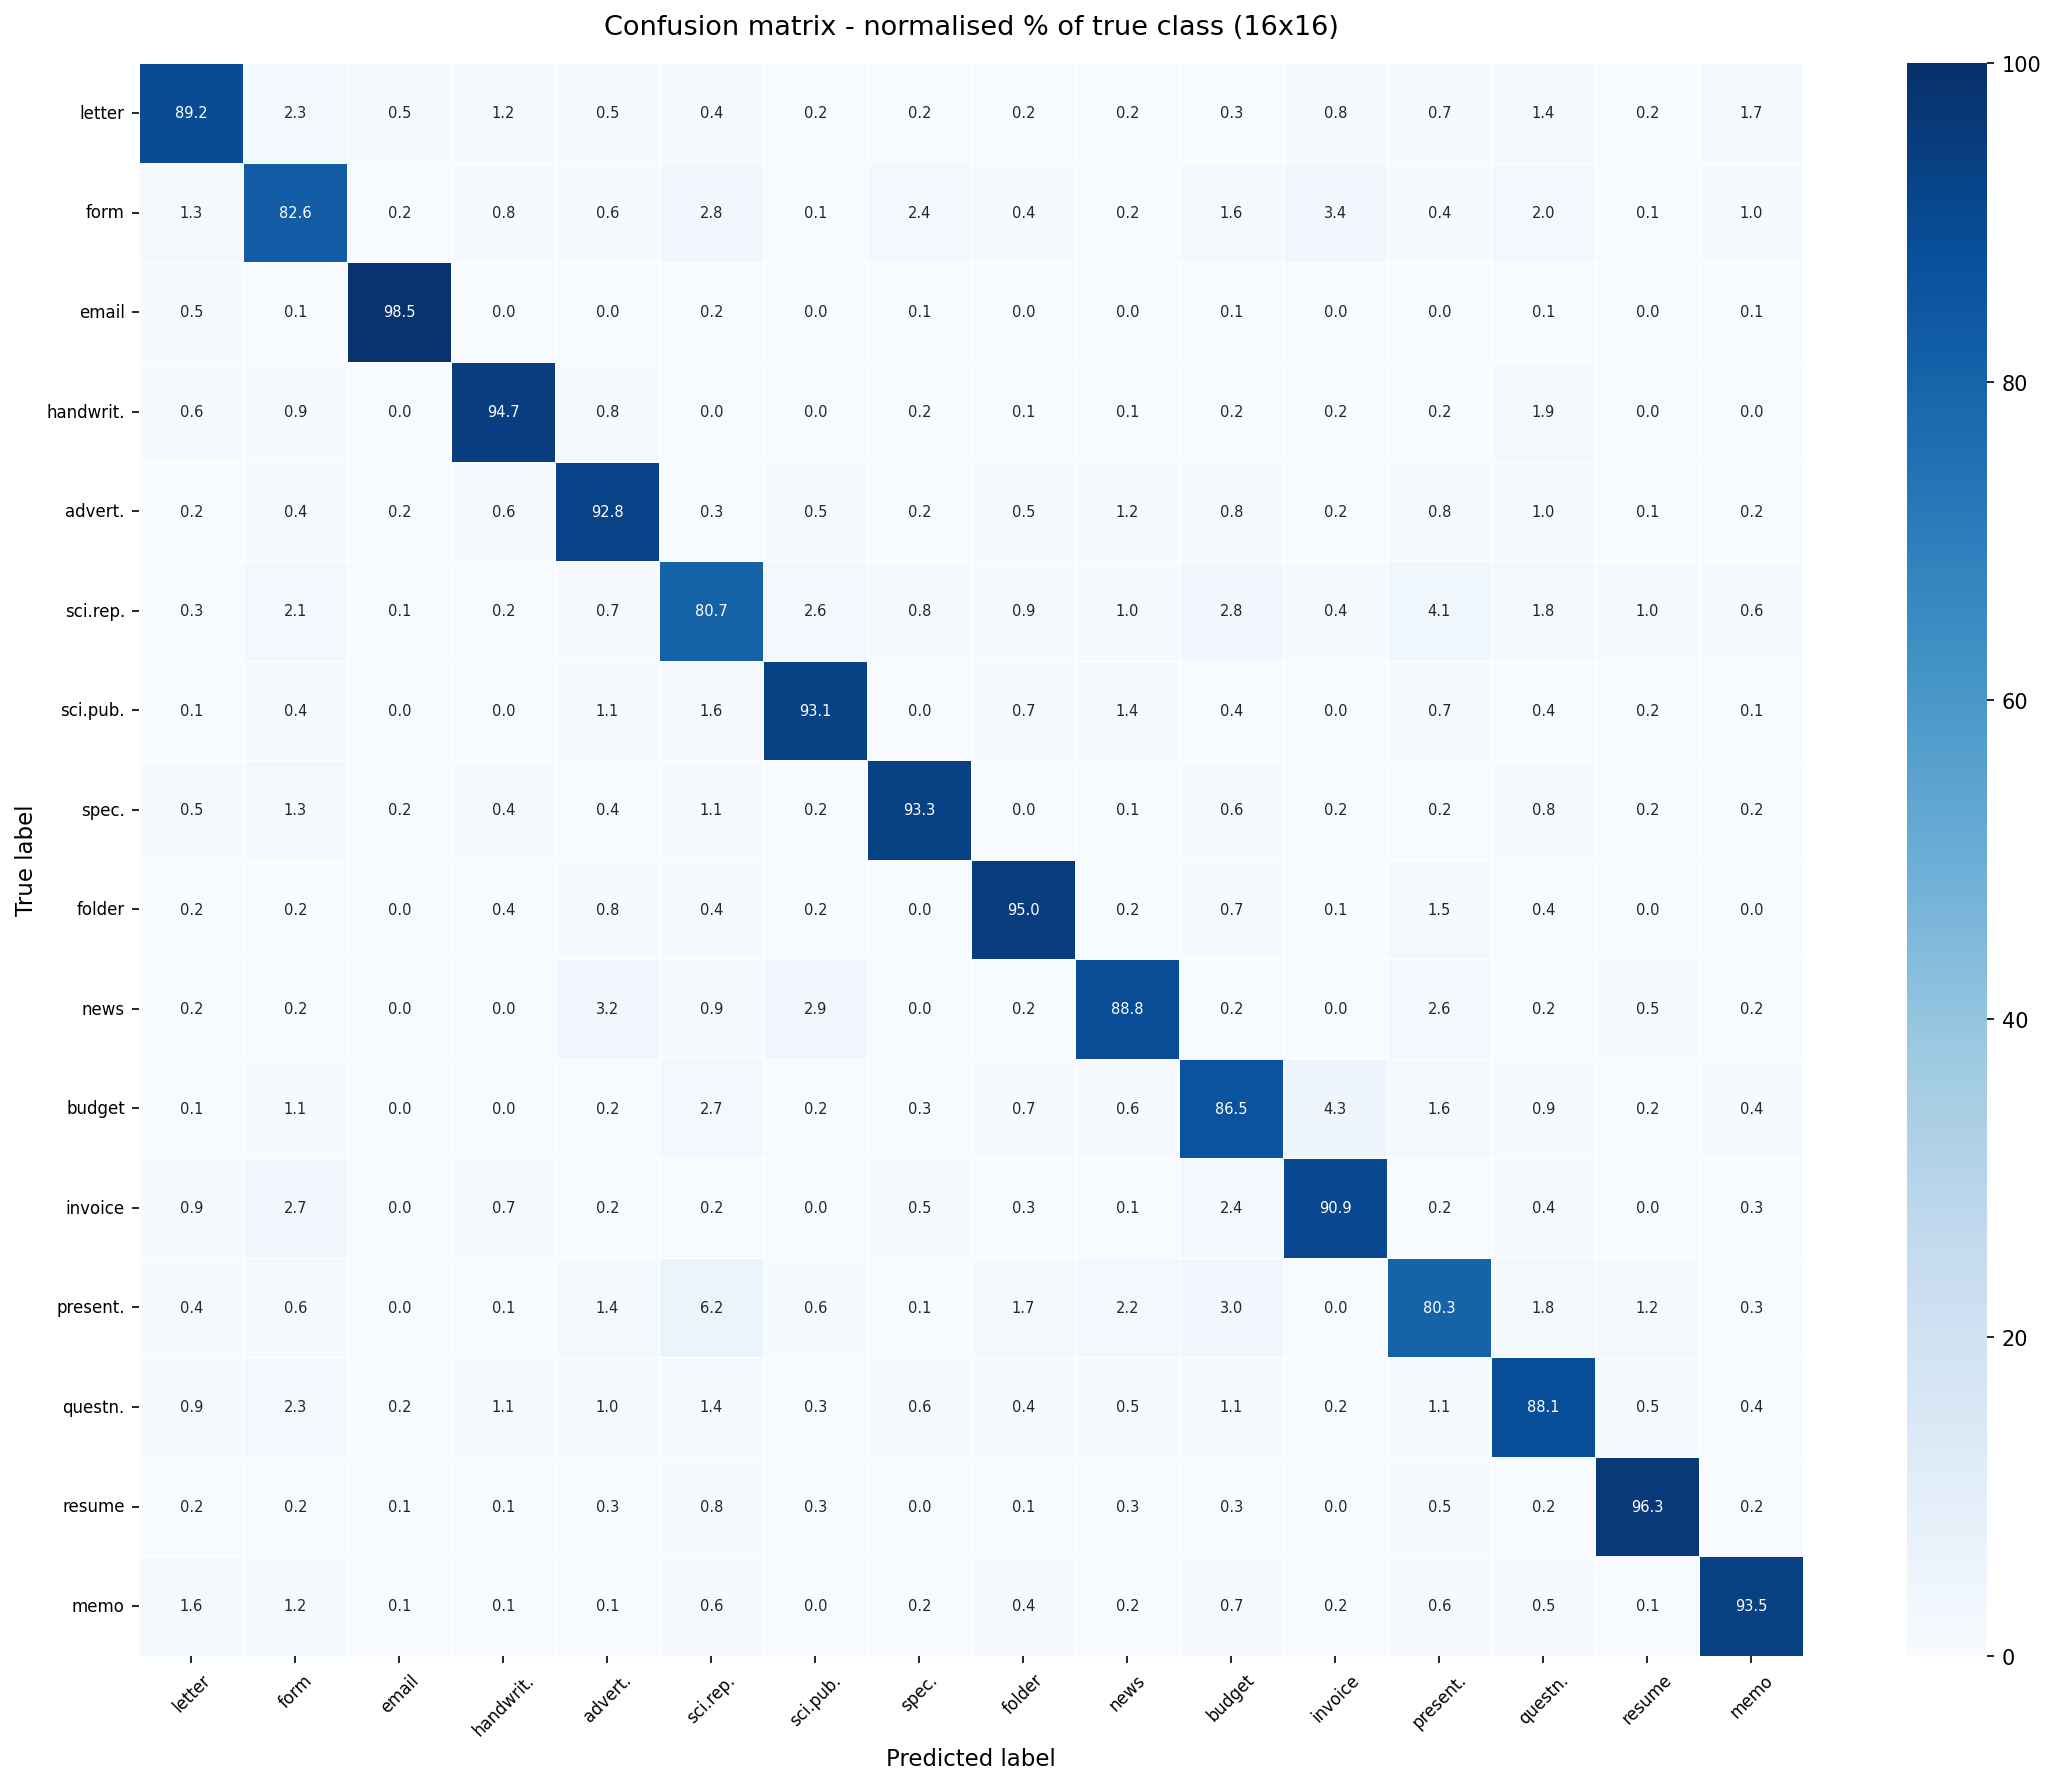 Confusion matrix - normalised % of true class (16x16)
letter 89.2 2.3 0.5 1.2 0.5 0.4 0.2 0.2 0.2 0.2 0.3 0.8 0.7 1.4 0.2 1.7
form 1.3 82.6 0.2 0.8 0.6 2.8 0.1 2.4 0.4 0.2 1.6 3.4 0.4 2.0 0.1 1.0
email 0.5 0.1 98.5 0.0 0.0 0.2 0.0 0.1 0.0 0.0 0.1 0.0 0.0 0.1 0.0 0.1
handwrit. 0.6 0.9 0.0 94.7 0.8 0.0 0.0 0.2 0.1 0.1 0.2 0.2 0.2 1.9 0.0 0.0
advert. 0.2 0.4 0.2 0.6 92.8 0.3 0.5 0.2 0.5 1.2 0.8 0.2 0.8 1.0 0.1 0.2
sci.rep. 0.3 2.1 0.1 0.2 0.7 80.7 2.6 0.8 0.9 1.0 2.8 0.4 4.1 1.8 1.0 0.6
sci.pub. 0.1 0.4 0.0 0.0 1.1 1.6 93.1 0.0 0.7 1.4 0.4 0.0 0.7 0.4 0.2 0.1
spec. 0.5 1.3 0.2 0.4 0.4 1.1 0.2 93.3 0.0 0.1 0.6 0.2 0.2 0.8 0.2 0.2
folder 0.2 0.2 0.0 0.4 0.8 0.4 0.2 0.0 95.0 0.2 0.7 0.1 1.5 0.4 0.0 0.0
news 0.2 0.2 0.0 0.0 3.2 0.9 2.9 0.0 0.2 88.8 0.2 0.0 2.6 0.2 0.5 0.2
budget 0.1 1.1 0.0 0.0 0.2 2.7 0.2 0.3 0.7 0.6 86.5 4.3 1.6 0.9 0.2 0.4
invoice 0.9 2.7 0.0 0.7 0.2 0.2 0.0 0.5 0.3 0.1 2.4 90.9 0.2 0.4 0.0 0.3
present. 0.4 0.6 0.0 0.1 1.4 6.2 0.6 0.1 1.7 2.2 3.0 0.0 80.3 1.8 1.2 0.3
questn. 0.9 2.3 0.2 1.1 1.0 1.4 0.3 0.6 0.4 0.5 1.1 0.2 1.1 88.1 0.5 0.4
resume 0.2 0.2 0.1 0.1 0.3 0.8 0.3 0.0 0.1 0.3 0.3 0.0 0.5 0.2 96.3 0.2
memo 1.6 1.2 0.1 0.1 0.1 0.6 0.0 0.2 0.4 0.2 0.7 0.2 0.6 0.5 0.1 93.5
letter form email handwrit. advert. sci.rep. sci.pub. spec. folder news budget invoice present. questn. resume memo
Predicted label
True label
100
80
60
40
20
0